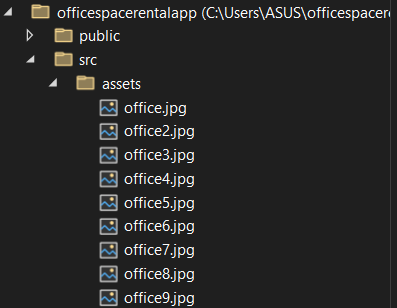 officespacerentalapp (C:\Users\ASUS\officespacere
public
src
assets
office.jpg
office2.jpg
office3.jpg
office4.jpg
office5.jpg
office6.jpg
office7.jpg
office8.jpg
office9.jpg